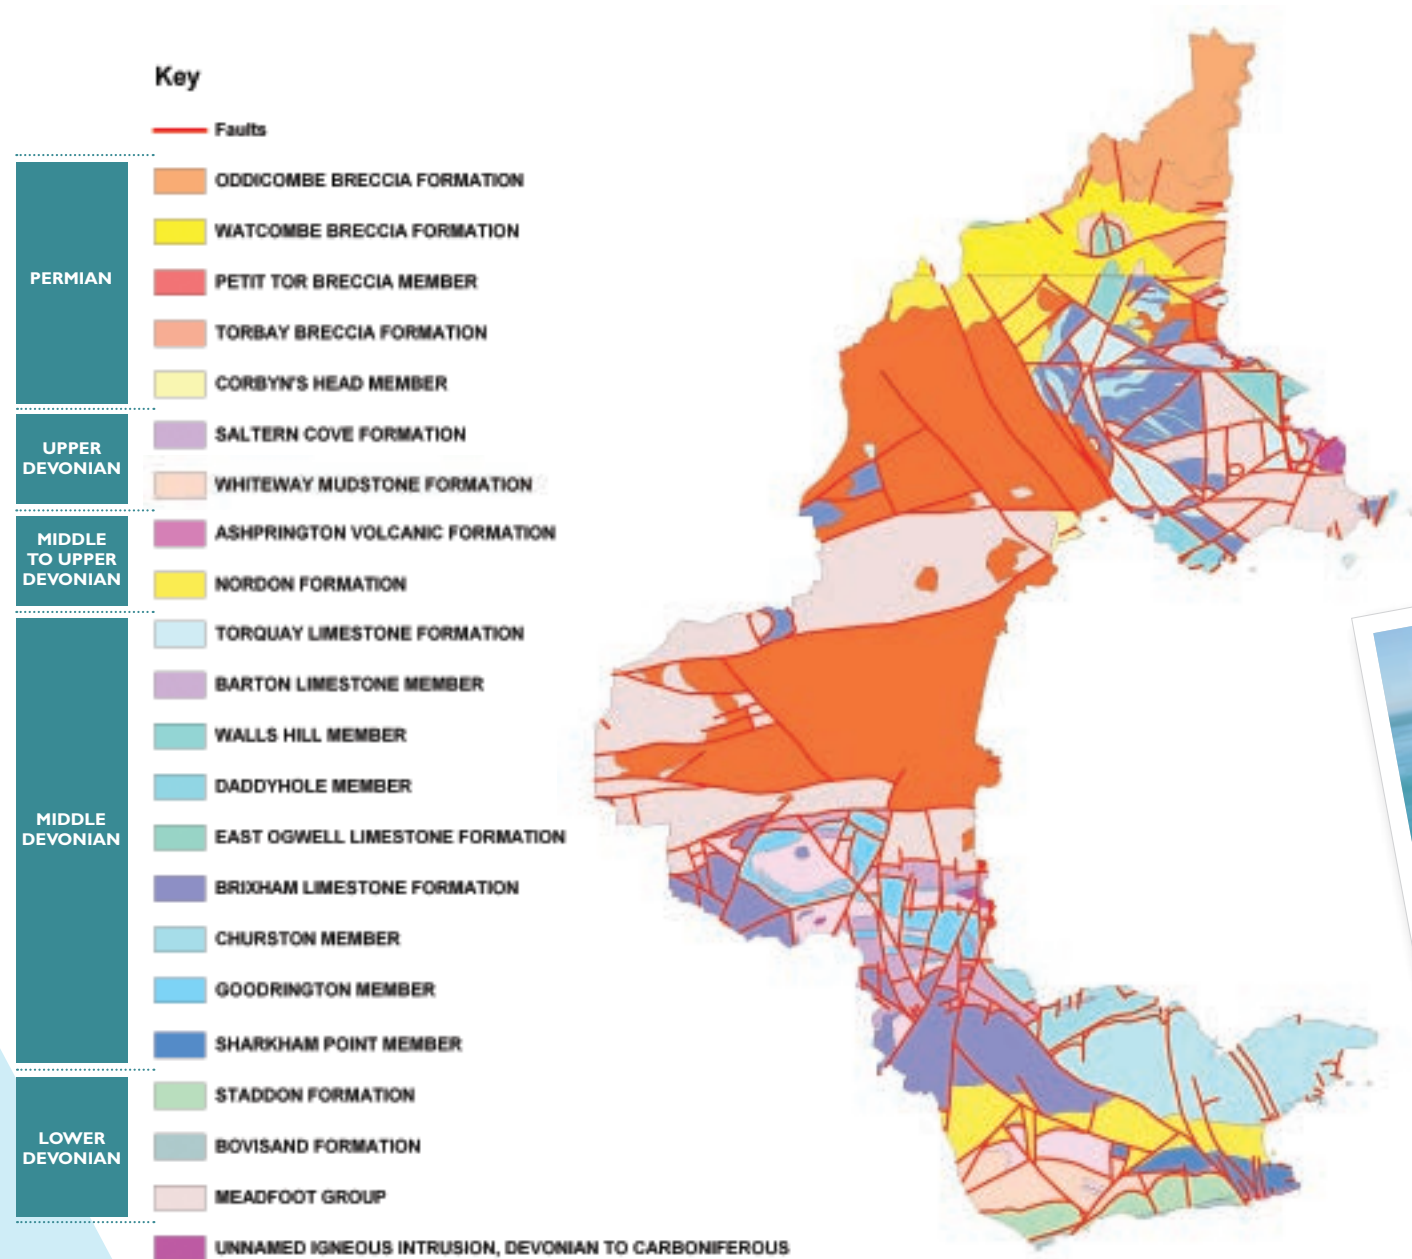 Key
Faults
PERMIAN
ODDICOMBE BRECCIA FORMATION
WATCOMBE BRECCIA FORMATION
PETIT TOR BRECCIA MEMBER
TORBAY BRECCIA FORMATION
CORBYN'S HEAD MEMBER
UPPER
DEVONIAN
SALTERN COVE FORMATION
WHITEWAY MUDSTONE FORMATION
MIDDLE
TO UPPER
DEVONIAN
ASHPRINGTON VOLCANIC FORMATION
NORDON FORMATION
MIDDLE
DEVONIAN
TORQUAY LIMESTONE FORMATION
BARTON LIMESTONE MEMBER
WALLS HILL MEMBER
DADDYHOLE MEMBER
EAST OGWELL LIMESTONE FORMATION
BRIXHAM LIMESTONE FORMATION
CHURSTON MEMBER
GOODRINGTON MEMBER
SHARKHAM POINT MEMBER
LOWER
DEVONIAN
STADDON FORMATION
BOVISAND FORMATION
MEADFOOT GROUP
UNNAMED IGNEOUS INTRUSION, DEVONIAN TO CARBONIFEROUS